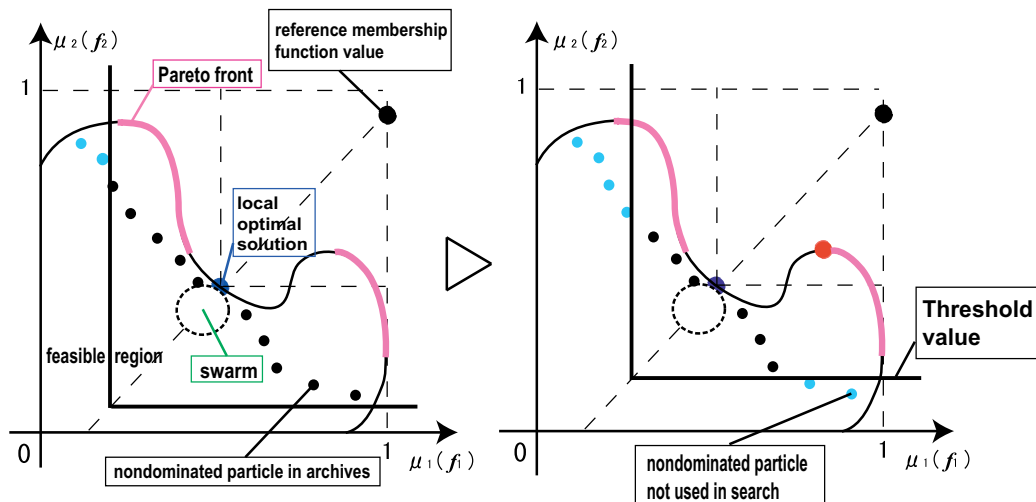 μ₂(f₂)
reference membership
function value
1
Pareto front
local
optimal
solution
feasible region
swarm
0
1
μ₁(f₁)
nondominated particle in archives
μ₂(f₂)
1
Threshold
value
0
1
μ₁(f₁)
nondominated particle
not used in search